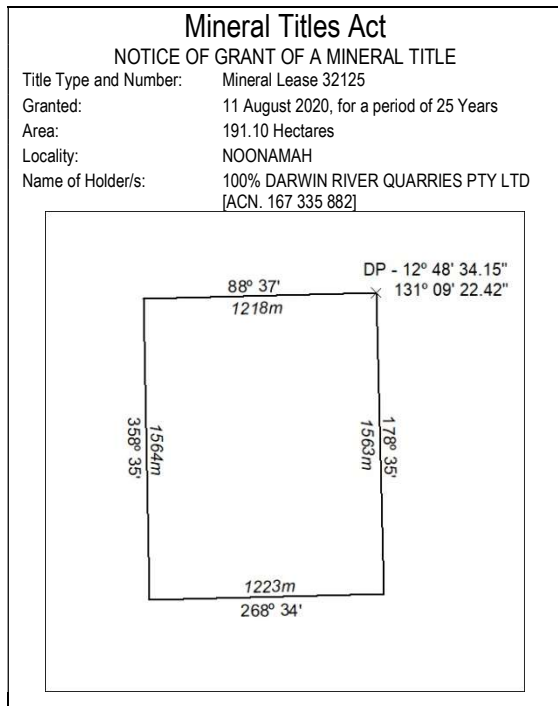 Mineral Titles Act
NOTICE OF GRANT OF A MINERAL TITLE
Title Type and Number: Mineral Lease 32125
Granted: 11 August 2020, for a period of 25 Years
Area: 191.10 Hectares
Locality: NOONAMAH
Name of Holder/s: 100% DARWIN RIVER QUARRIES PTY LTD
[ACN. 167 335 882]
DP - 12º 48' 34.15"
131º 09' 22.42"
88º 37'
1218m
358º 35'
1564m
1563m
178º 35'
1223m
268º 34'